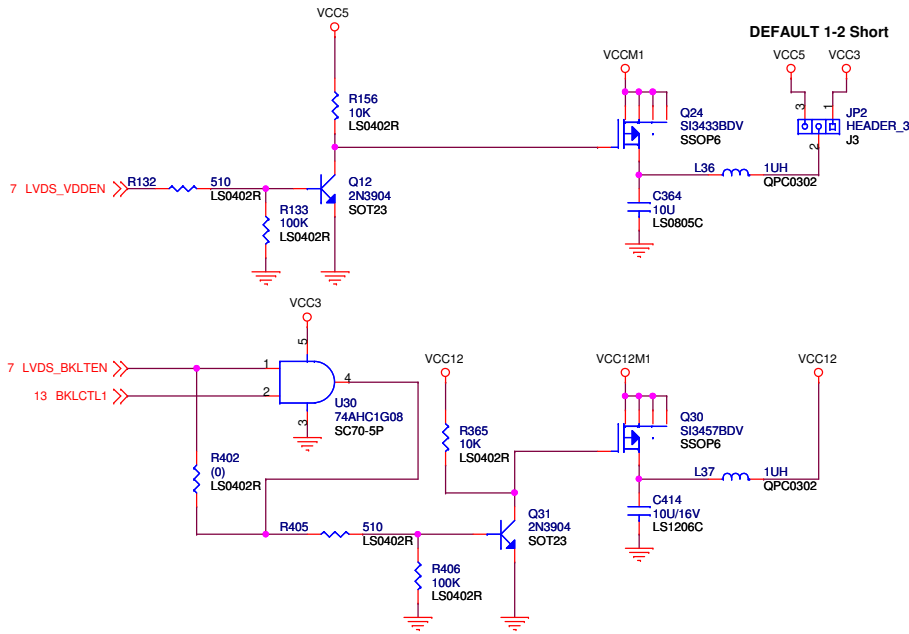 VCC5
DEFAULT 1-2 Short
VCCM1
VCC5
VCC3
R156
10K
LS0402R
Q24
SI3433BDV
SSOP6
3
1
2
JP2
HEADER_3
J3
7 LVDS_VDDEN
R132
510
LS0402R
Q12
2N3904
SOT23
L36
1UH
QPC0302
R133
100K
LS0402R
C364
10U
LS0805C
VCC3
5
7 LVDS_BKLTEN
1
13 BKLCTL1
2
4
3
U30
74AHC1G08
SC70-5P
VCC12
VCC12M1
VCC12
R365
10K
LS0402R
Q30
SI3457BDV
SSOP6
R402
(0)
LS0402R
L37
1UH
QPC0302
C414
10U/16V
LS1206C
R405
510
LS0402R
Q31
2N3904
SOT23
R406
100K
LS0402R